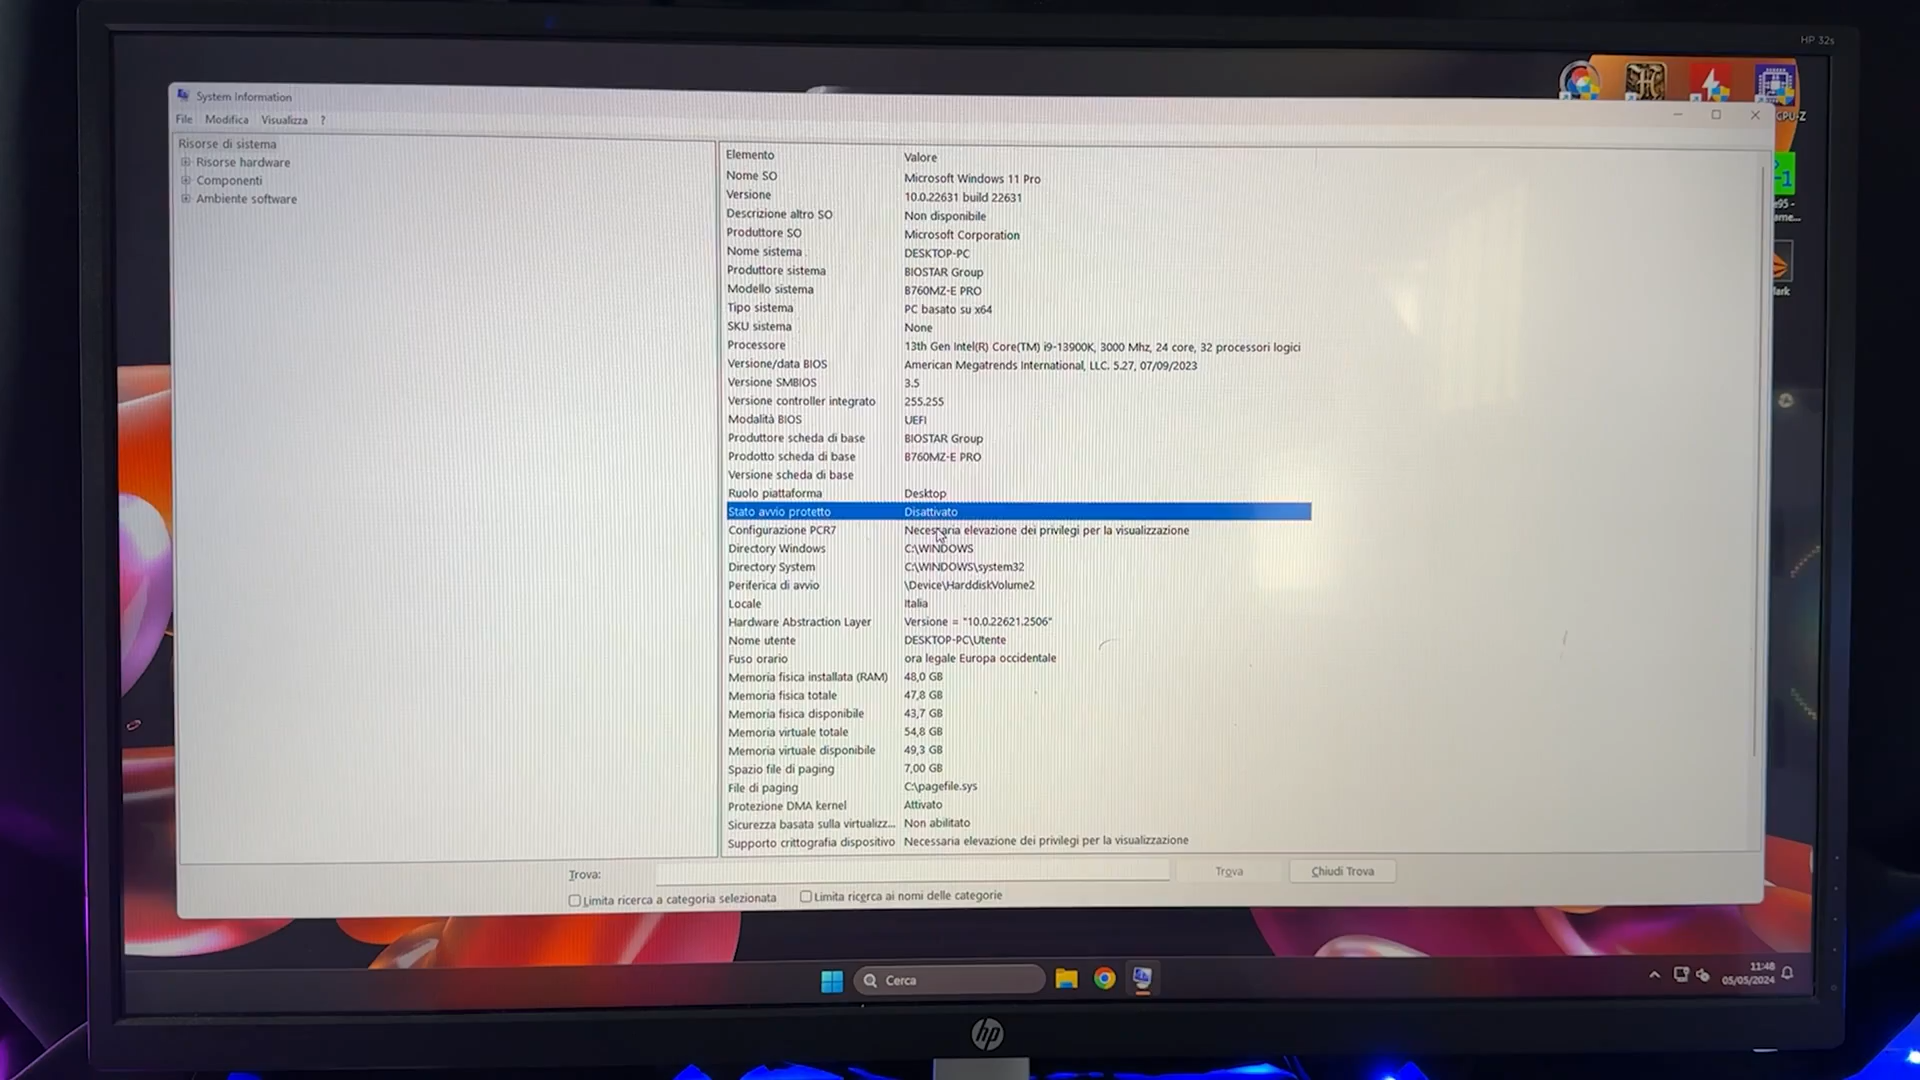 HP 32s
System Information
File Modifica Visualizza ?
CPU-Z
Risorse di sistema
Risorse hardware
Componenti
Ambiente software
Elemento Valore
Nome SO Microsoft Windows 11 Pro
Versione 10.0.22631 build 22631
Descrizione altro SO Non disponibile
Produttore SO Microsoft Corporation
Nome sistema DESKTOP-PC
Produttore sistema BIOSTAR Group
Modello sistema B760MZ-E PRO
Tipo sistema PC basato su x64
SKU sistema None
Processore 13th Gen Intel(R) Core(TM) i9-13900K, 3000 Mhz, 24 core, 32 processori logici
Versione/data BIOS American Megatrends International, LLC. 5.27, 07/09/2023
Versione SMBIOS 3.5
Versione controller integrato 255.255
Modalità BIOS UEFI
Produttore scheda di base BIOSTAR Group
Prodotto scheda di base B760MZ-E PRO
Versione scheda di base
Ruolo piattaforma Desktop
Stato avvio protetto Disattivato
Configurazione PCR7 Necessaria elevazione dei privilegi per la visualizzazione
Directory Windows C:\WINDOWS
Directory System C:\WINDOWS\system32
Periferica di avvio \Device\HarddiskVolume2
Locale Italia
Hardware Abstraction Layer Versione = "10.0.22621.2506"
Nome utente DESKTOP-PC\Utente
Fuso orario ora legale Europa occidentale
Memoria fisica installata (RAM) 48,0 GB
Memoria fisica totale 47,8 GB
Memoria fisica disponibile 43,7 GB
Memoria virtuale totale 54,8 GB
Memoria virtuale disponibile 49,3 GB
Spazio file di paging 7,00 GB
File di paging C:\pagefile.sys
Protezione DMA kernel Attivato
Sicurezza basata sulla virtualizz... Non abilitato
Supporto crittografia dispositivo Necessaria elevazione dei privilegi per la visualizzazione
Trova: Trova Chiudi Trova
Limita ricerca a categoria selezionata Limita ricerca ai nomi delle categorie
Cerca
11:48
05/05/2024
hp